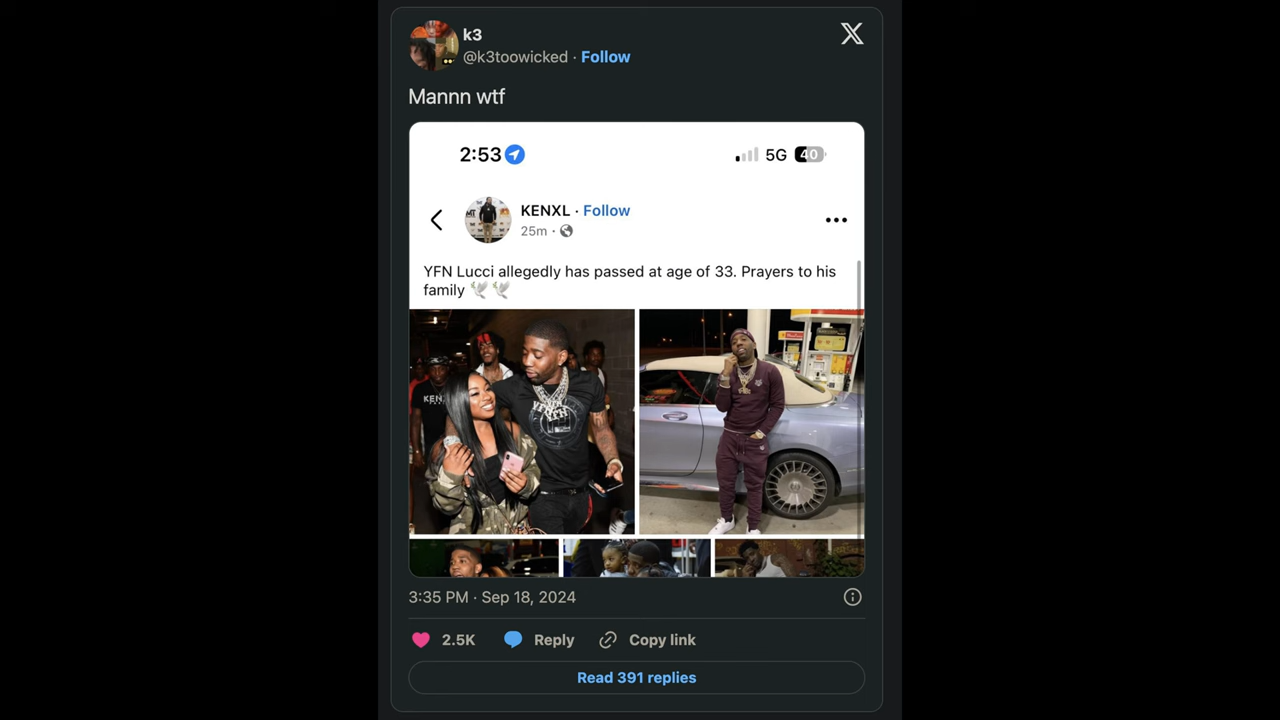 k3
@k3toowicked · Follow
Mannn wtf
2:53
5G 40
KENXL · Follow
25m ·
YFN Lucci allegedly has passed at age of 33. Prayers to his
family 🕊️🕊️
KEN
3:35 PM · Sep 18, 2024
2.5K Reply Copy link
Read 391 replies